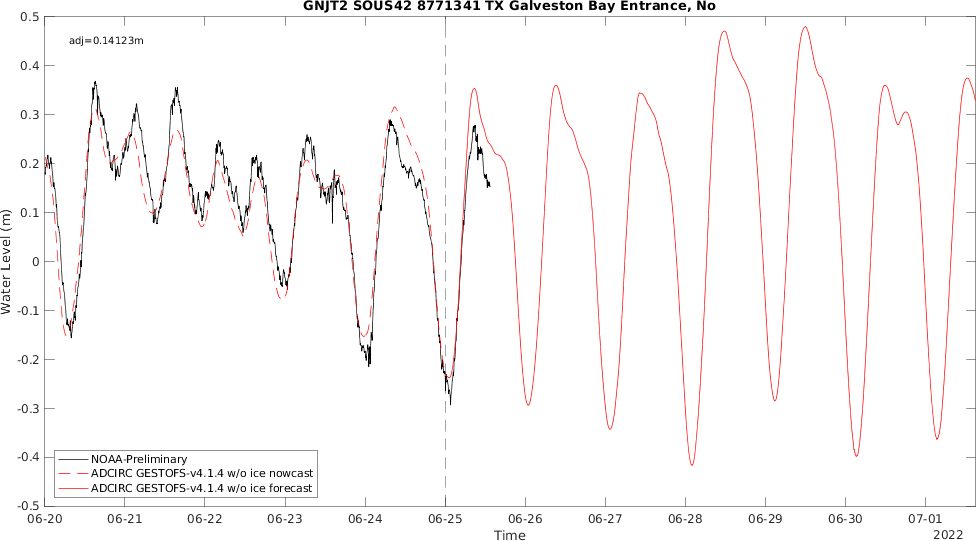 GNJT2 SOUS42 8771341 TX Galveston Bay Entrance, No
adj=0.14123m
0.5
0.4
0.3
0.2
0.1
0
-0.1
-0.2
-0.3
-0.4
-0.5
Water Level (m)
NOAA-Preliminary
ADCIRC GESTOFS-v4.1.4 w/o ice nowcast
ADCIRC GESTOFS-v4.1.4 w/o ice forecast
06-20 06-21 06-22 06-23 06-24 06-25 06-26 06-27 06-28 06-29 06-30 07-01
Time
2022